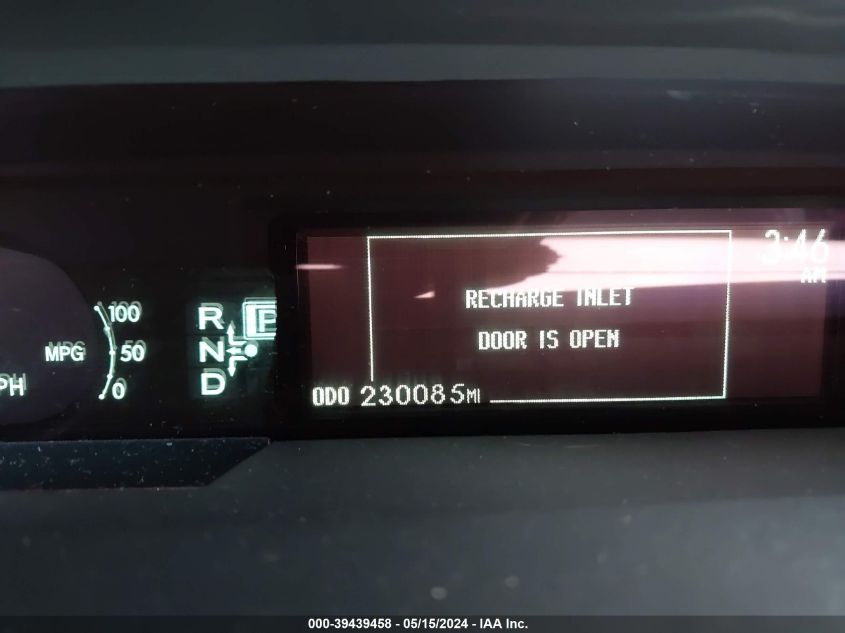 3:46
AM
RECHARGE INLET
DOOR IS OPEN
ODO 230085MI
100
MPG 50
0
PH
R
P
N
D
000-39439458 - 05/15/2024 - IAA Inc.